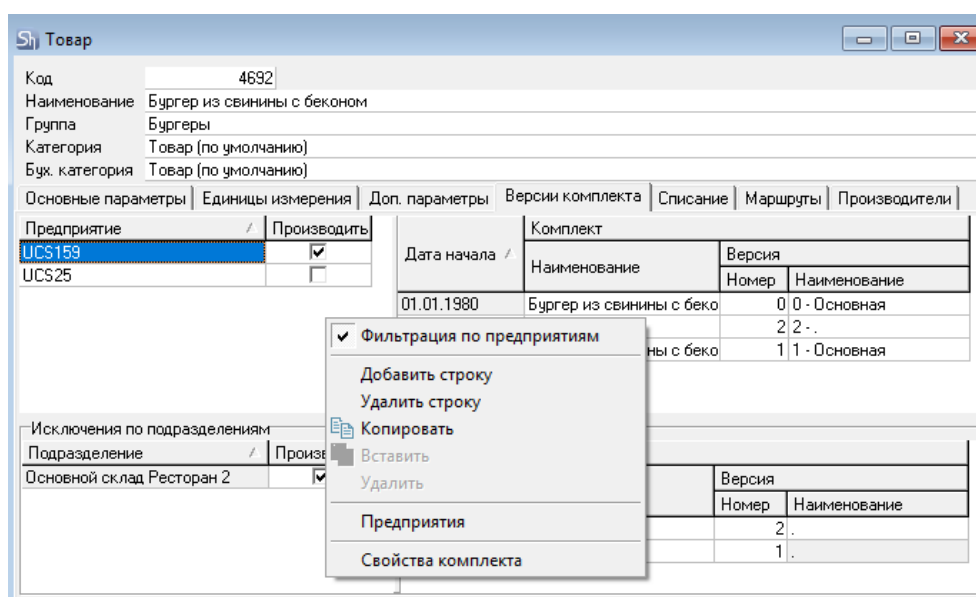 Sh Товар
Код 4692
Наименование Бургер из свинины с беконом
Группа Бургеры
Категория Товар (по умолчанию)
Бух. категория Товар (по умолчанию)
Основные параметры Единицы измерения Доп. параметры Версии комплекта Списание Маршруты Производители
Предприятие Производить
UCS159
UCS25
Дата начала Комплект
Наименование Версия
Номер Наименование
01.01.1980 Бургер из свинины с беко 0 0 - Основная
2 2 - .
ны с беко 1 1 - Основная
Фильтрация по предприятиям
Добавить строку
Удалить строку
Копировать
Вставить
Удалить
Предприятия
Свойства комплекта
Исключения по подразделениям
Подразделение Произв
Основной склад Ресторан 2
Версия
Номер Наименование
2 .
1 .